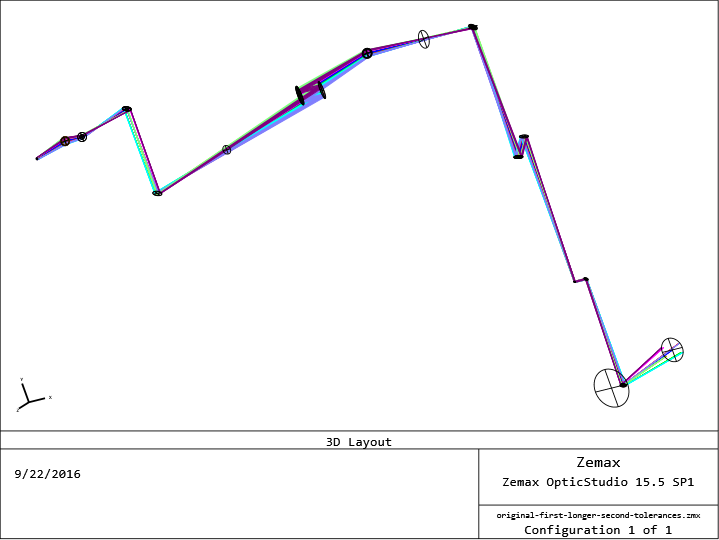 3D Layout
9/22/2016
Zemax
Zemax OpticStudio 15.5 SP1
original-first-longer-second-tolerances.zmx
Configuration 1 of 1